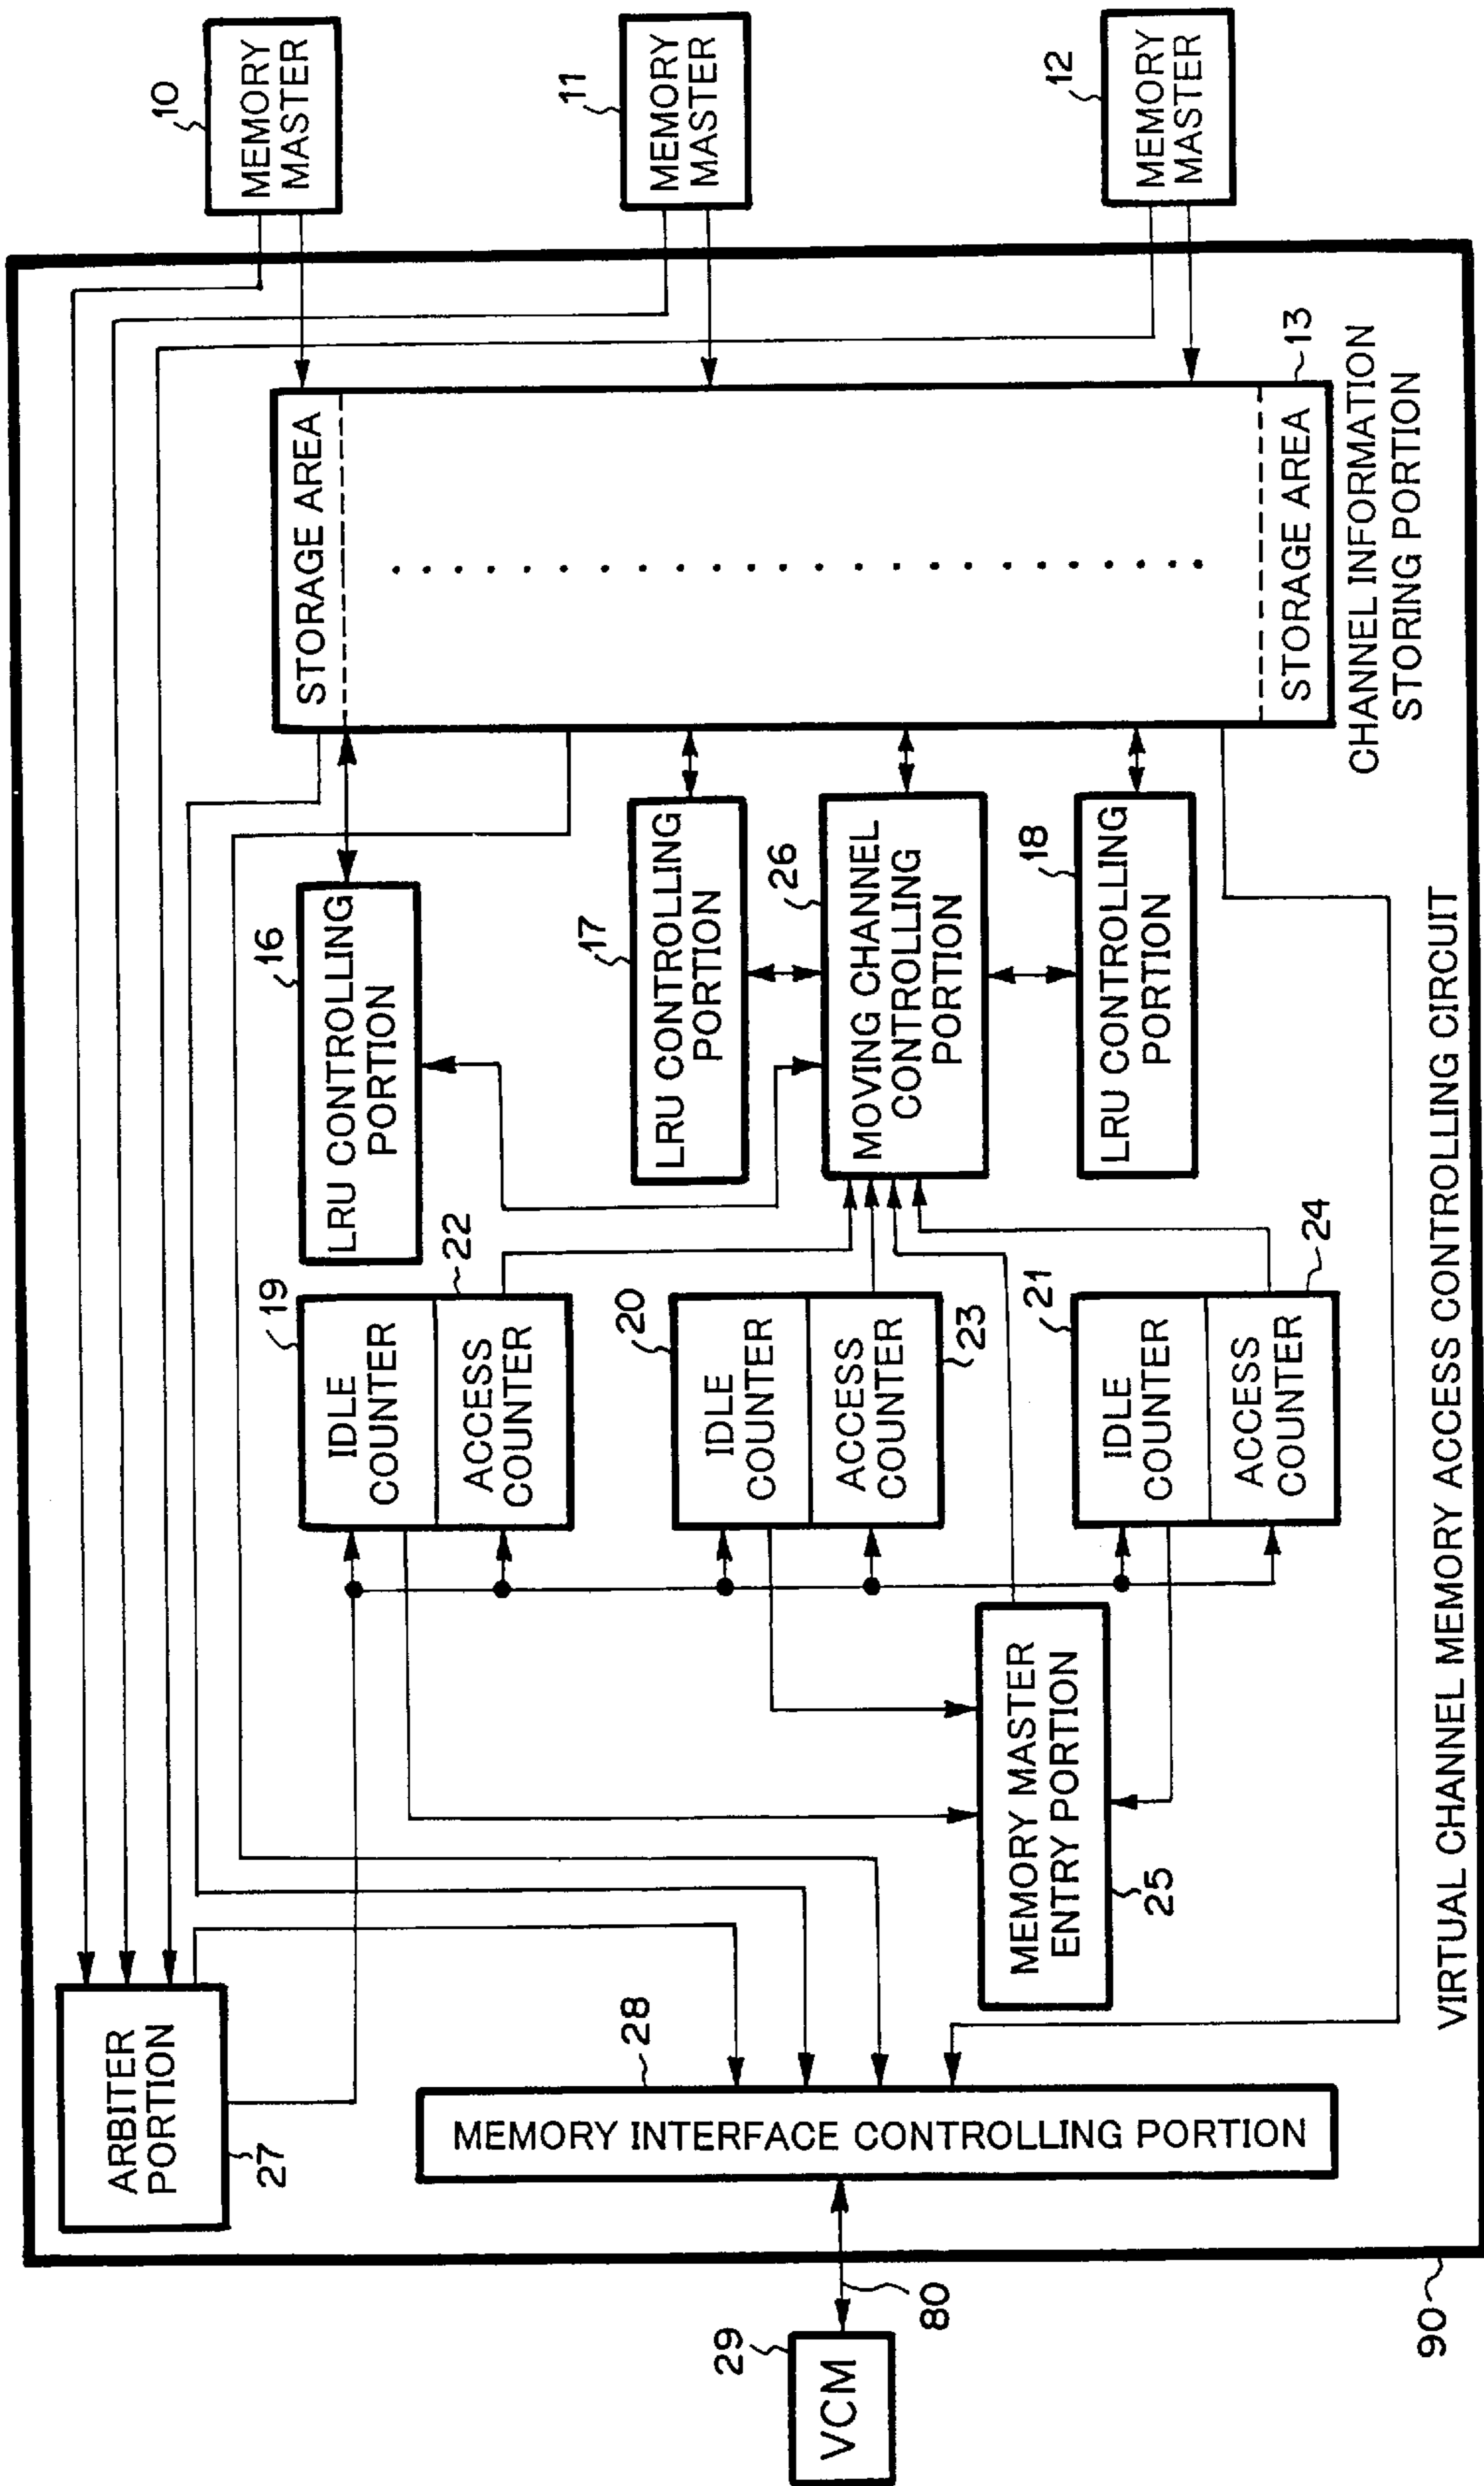 10
MEMORY
MASTER
11
MEMORY
MASTER
12
MEMORY
MASTER
STORAGE AREA
STORAGE AREA
13
CHANNEL INFORMATION
STORING PORTION
16
LRU CONTROLLING
PORTION
17
LRU CONTROLLING
PORTION
26
MOVING CHANNEL
CONTROLLING
PORTION
18
LRU CONTROLLING
PORTION
19
IDLE
COUNTER
22
ACCESS
COUNTER
20
IDLE
COUNTER
ACCESS
COUNTER
23
21
IDLE
COUNTER
ACCESS
COUNTER
24
MEMORY MASTER
ENTRY PORTION
25
ARBITER
PORTION
27
28
MEMORY INTERFACE CONTROLLING PORTION
VIRTUAL CHANNEL MEMORY ACCESS CONTROLLING CIRCUIT
29
VCM
80
90